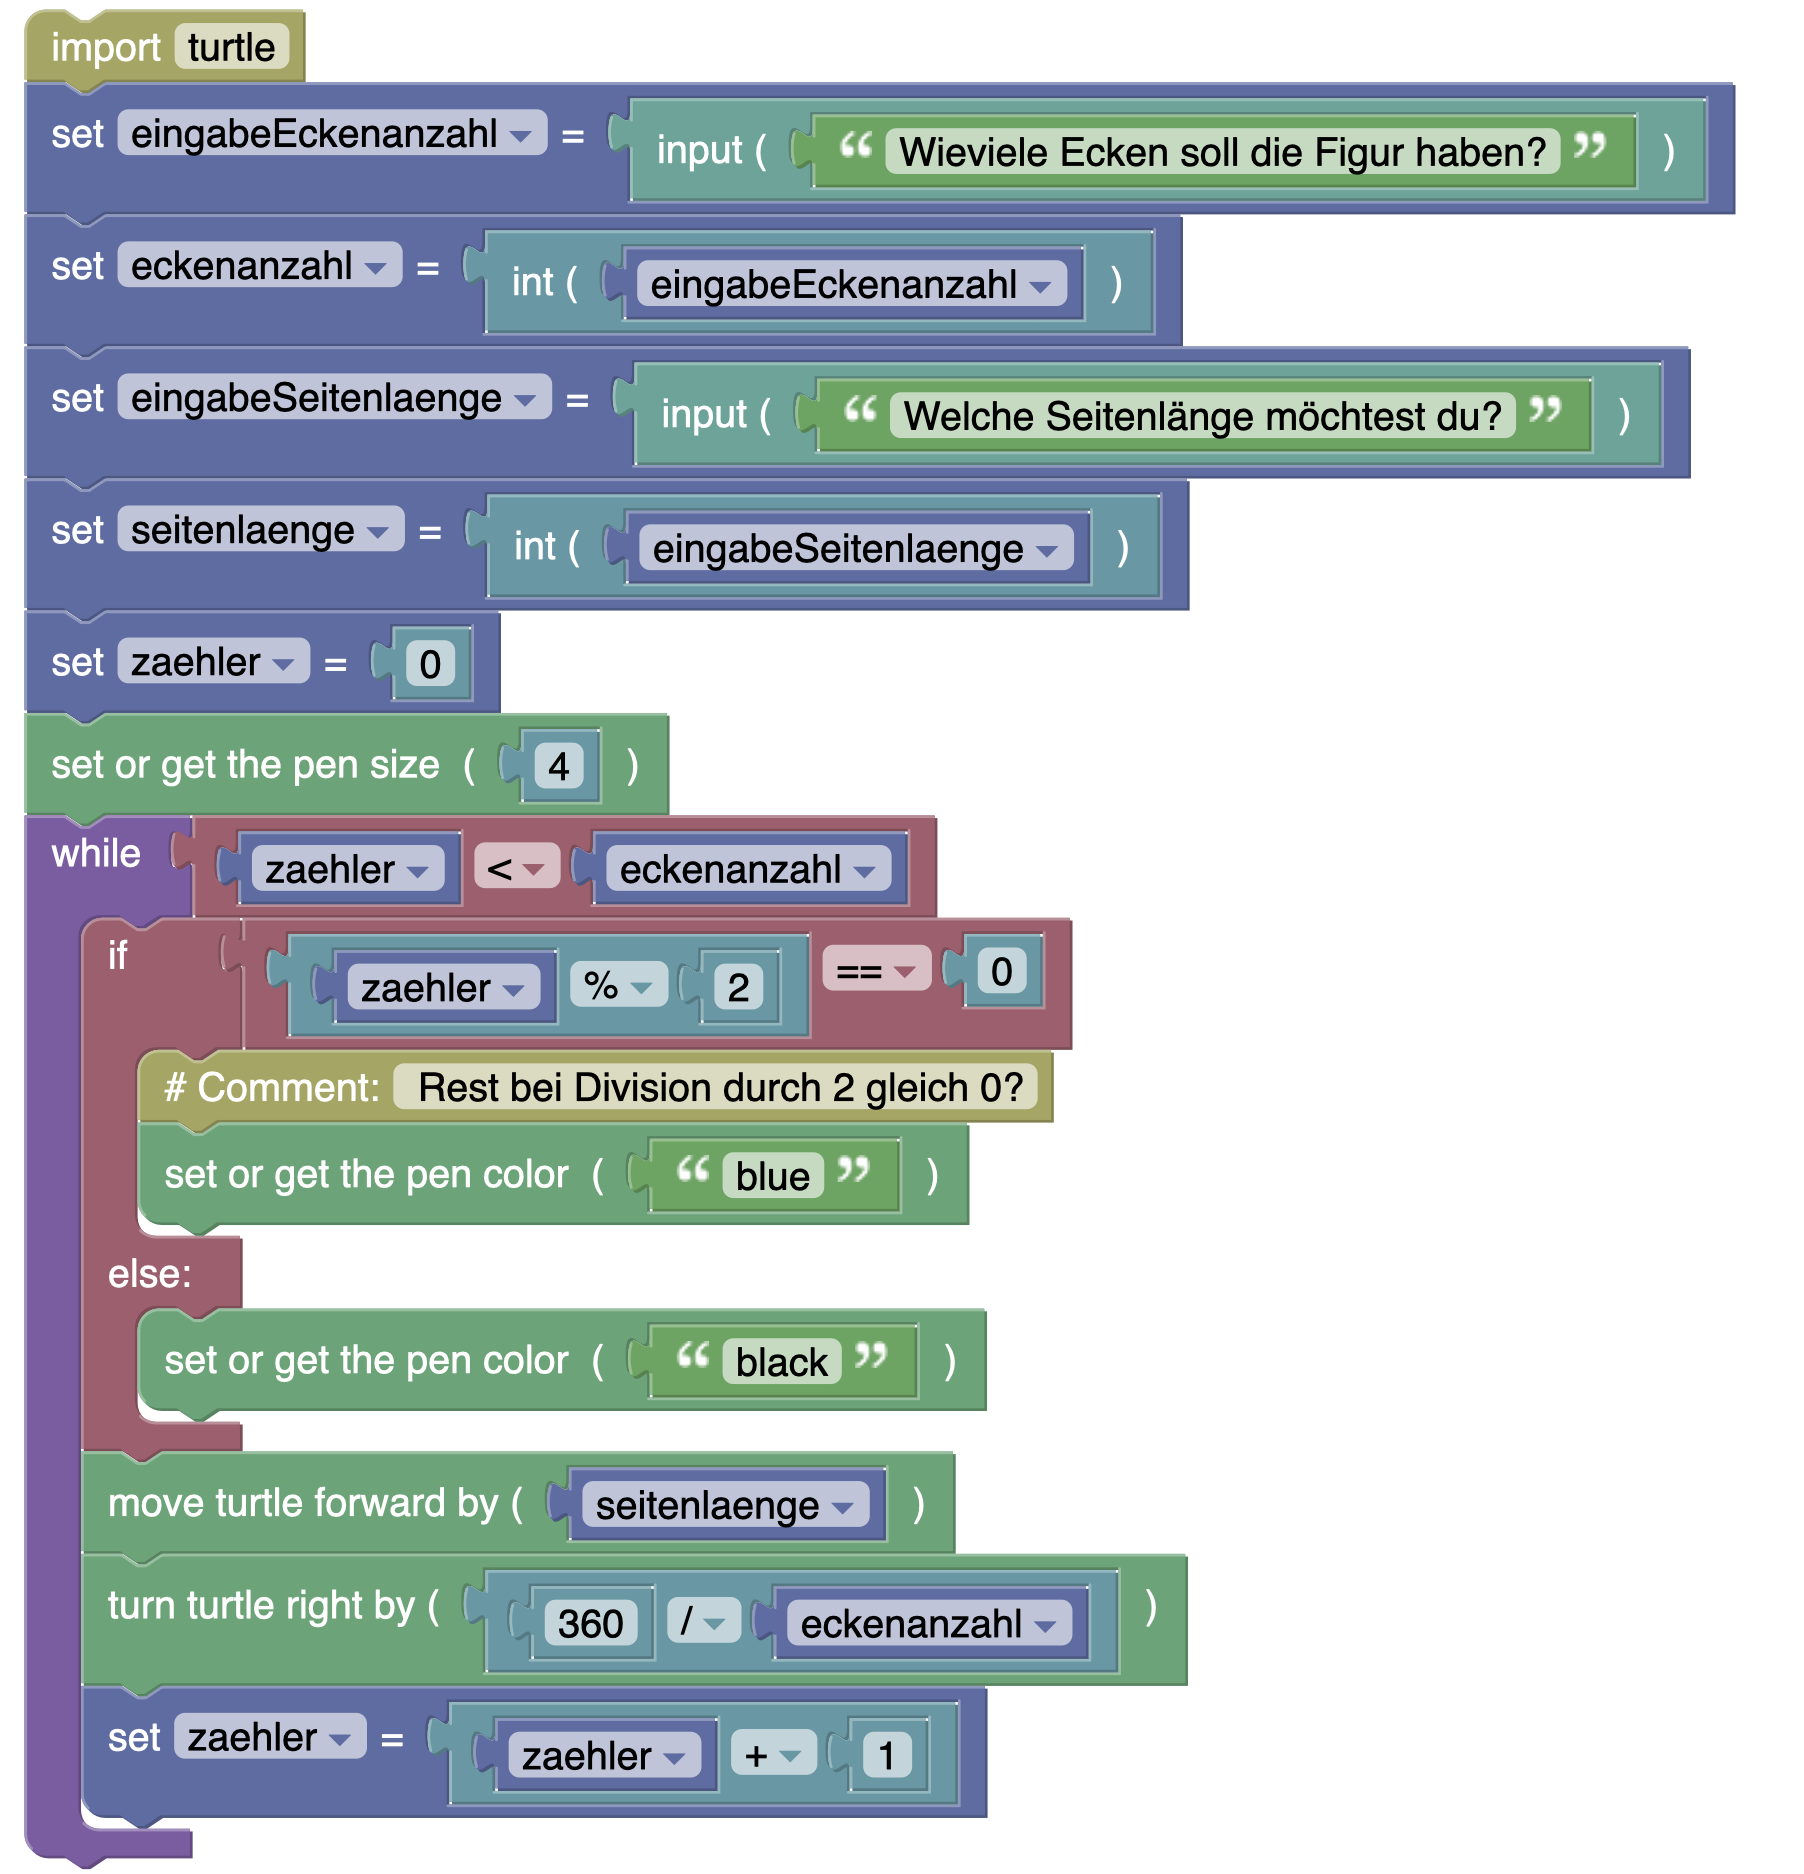 import turtle
set eingabeEckenanzahl = input ( “ Wieviele Ecken soll die Figur haben? ” )
set eckenanzahl = int ( eingabeEckenanzahl )
set eingabeSeitenlaenge = input ( “ Welche Seitenlänge möchtest du? ” )
set seitenlaenge = int ( eingabeSeitenlaenge )
set zaehler = 0
set or get the pen size ( 4 )
while zaehler < eckenanzahl
if zaehler % 2 == 0
# Comment: Rest bei Division durch 2 gleich 0?
set or get the pen color ( “ blue ” )
else:
set or get the pen color ( “ black ” )
move turtle forward by ( seitenlaenge )
turn turtle right by ( 360 / eckenanzahl )
set zaehler = zaehler + 1